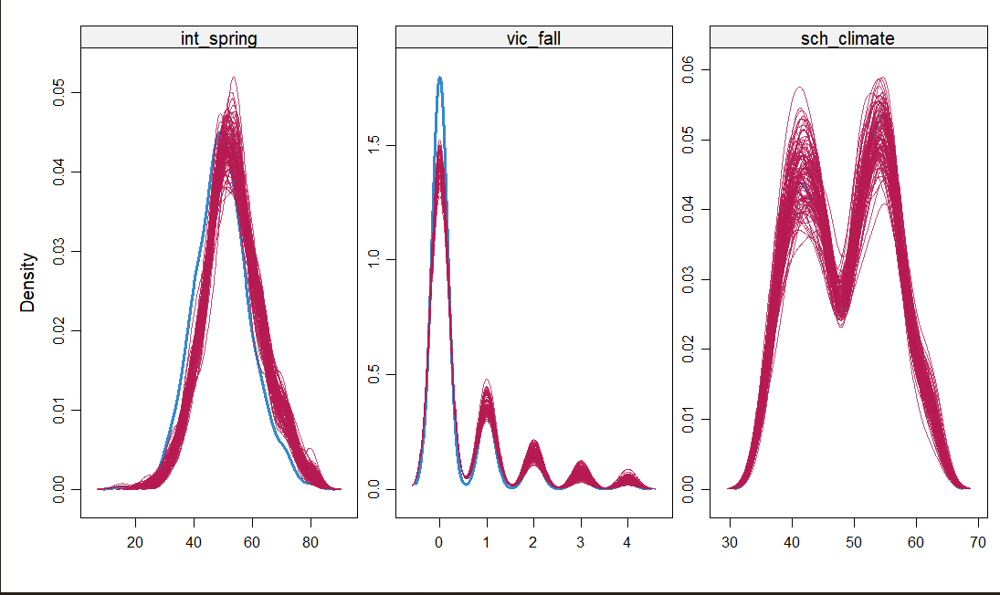 int_spring
vic_fall
sch_climate
Density
0.00 0.01 0.02 0.03 0.04 0.05
20 40 60 80
0.0 0.5 1.0 1.5
0 1 2 3 4
0.00 0.01 0.02 0.03 0.04 0.05 0.06
30 40 50 60 70